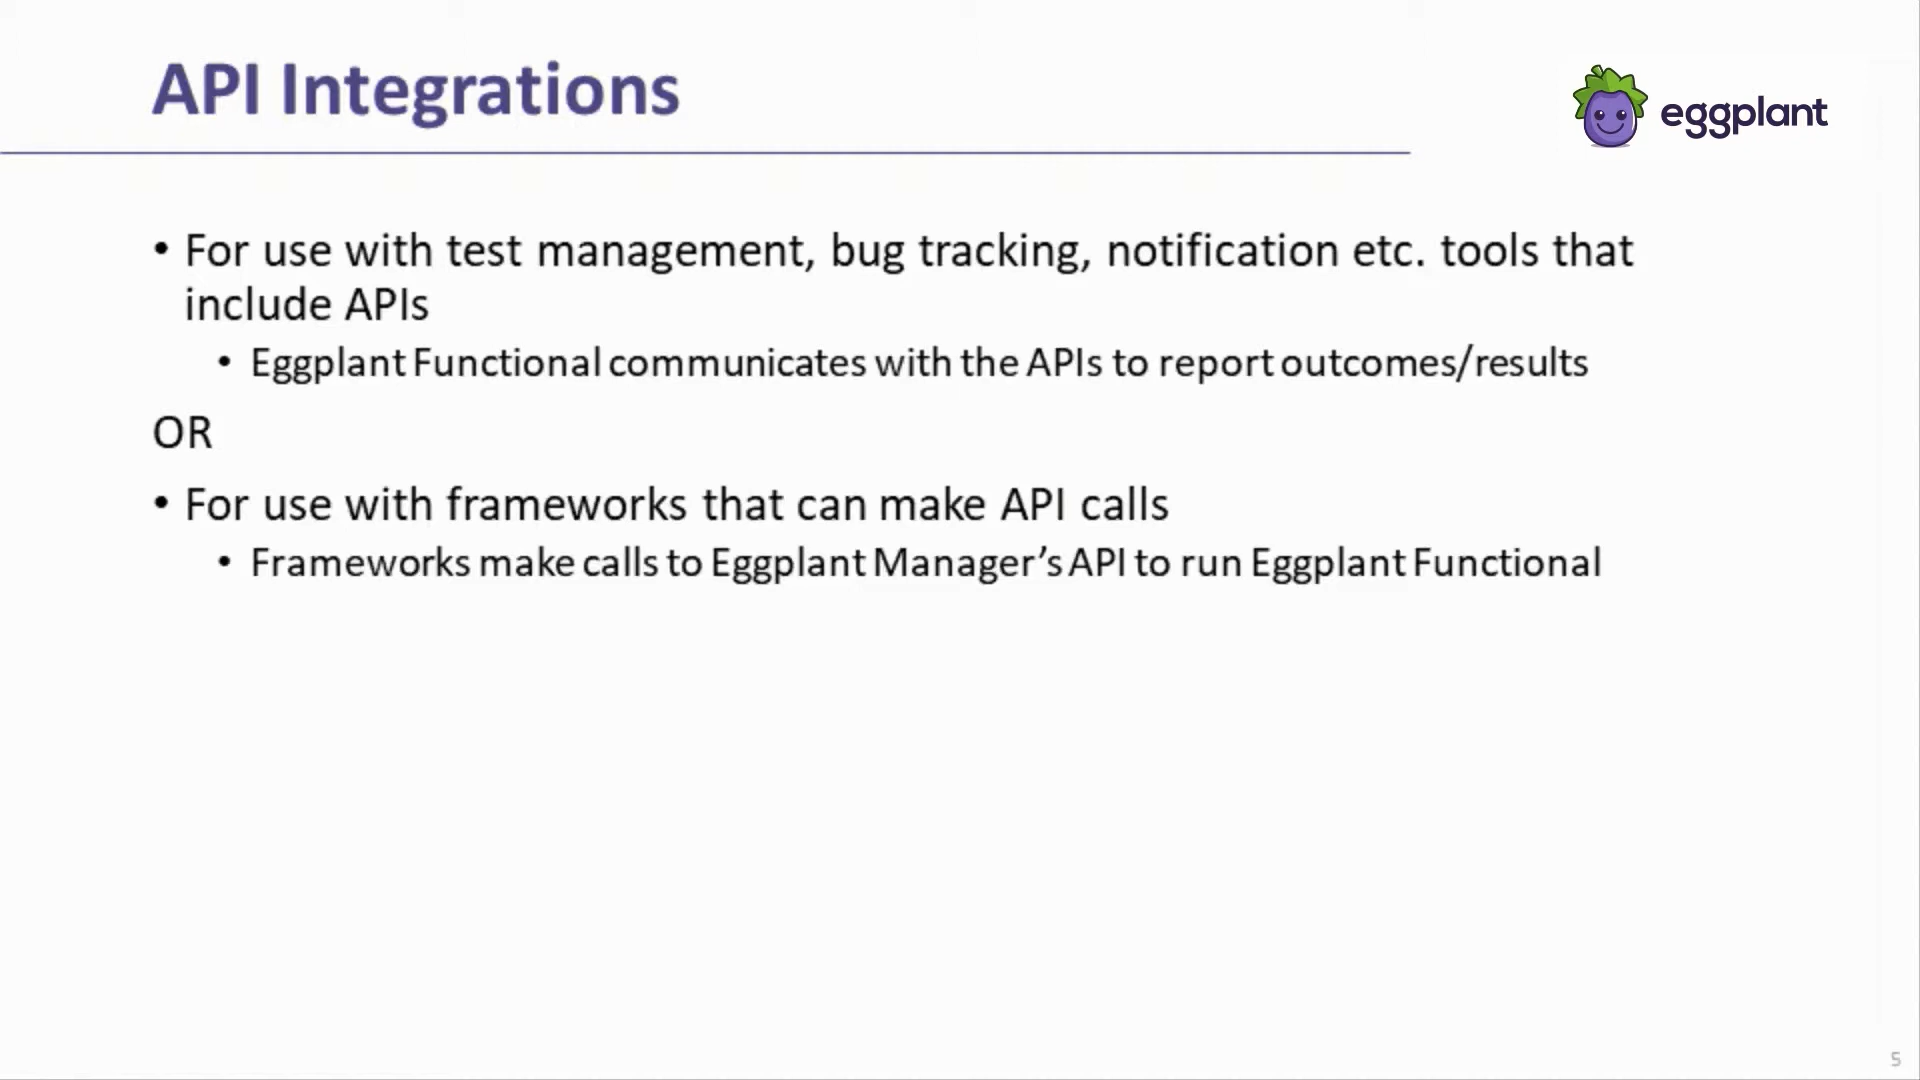 API Integrations
eggplant
• For use with test management, bug tracking, notification etc. tools that
include APIs
• Eggplant Functional communicates with the APIs to report outcomes/results
OR
• For use with frameworks that can make API calls
• Frameworks make calls to Eggplant Manager’s API to run Eggplant Functional
5